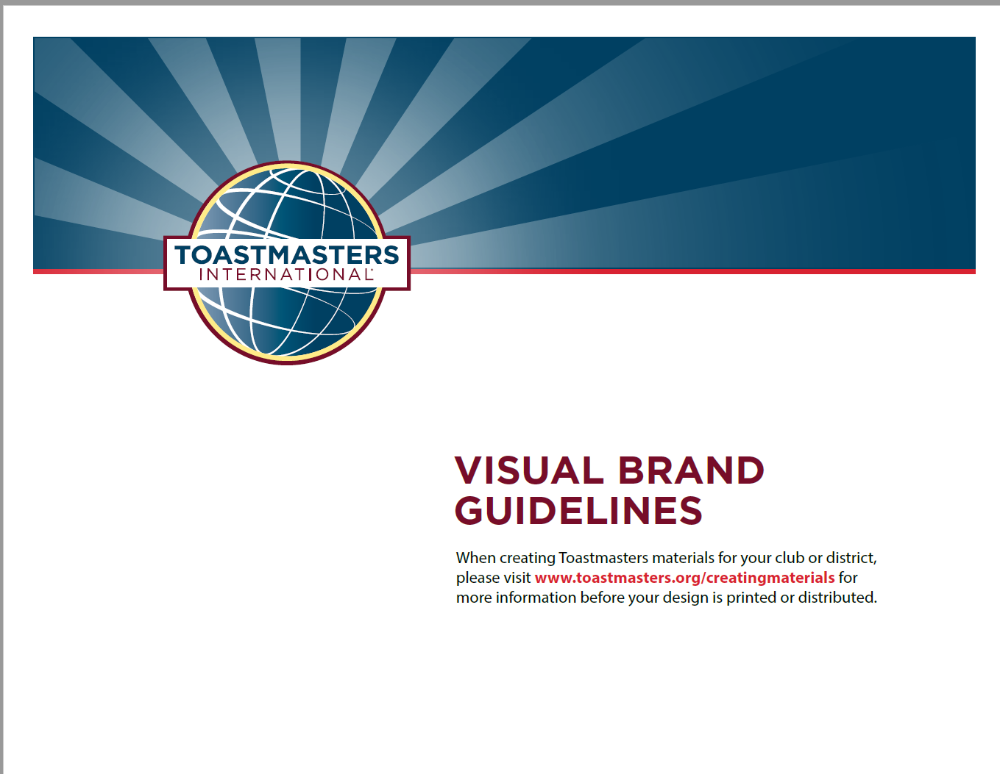 TOASTMASTERS
INTERNATIONAL®
VISUAL BRAND
GUIDELINES
When creating Toastmasters materials for your club or district,
please visit www.toastmasters.org/creatingmaterials for
more information before your design is printed or distributed.